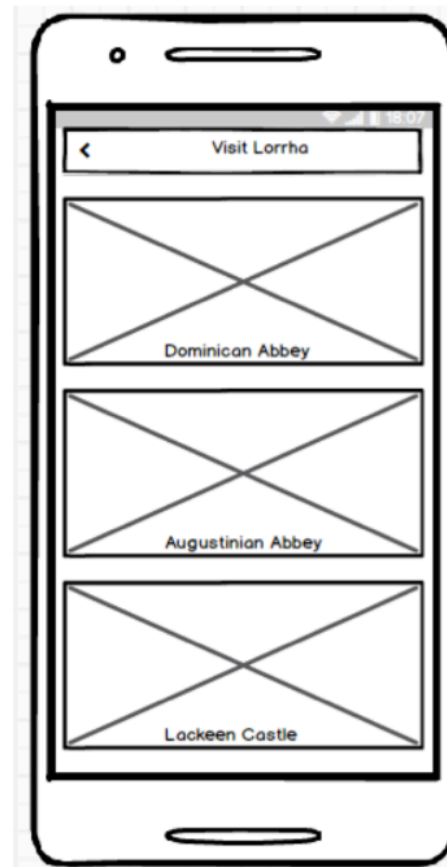 18:07
Visit Lorrha
Dominican Abbey
Augustinian Abbey
Lackeen Castle